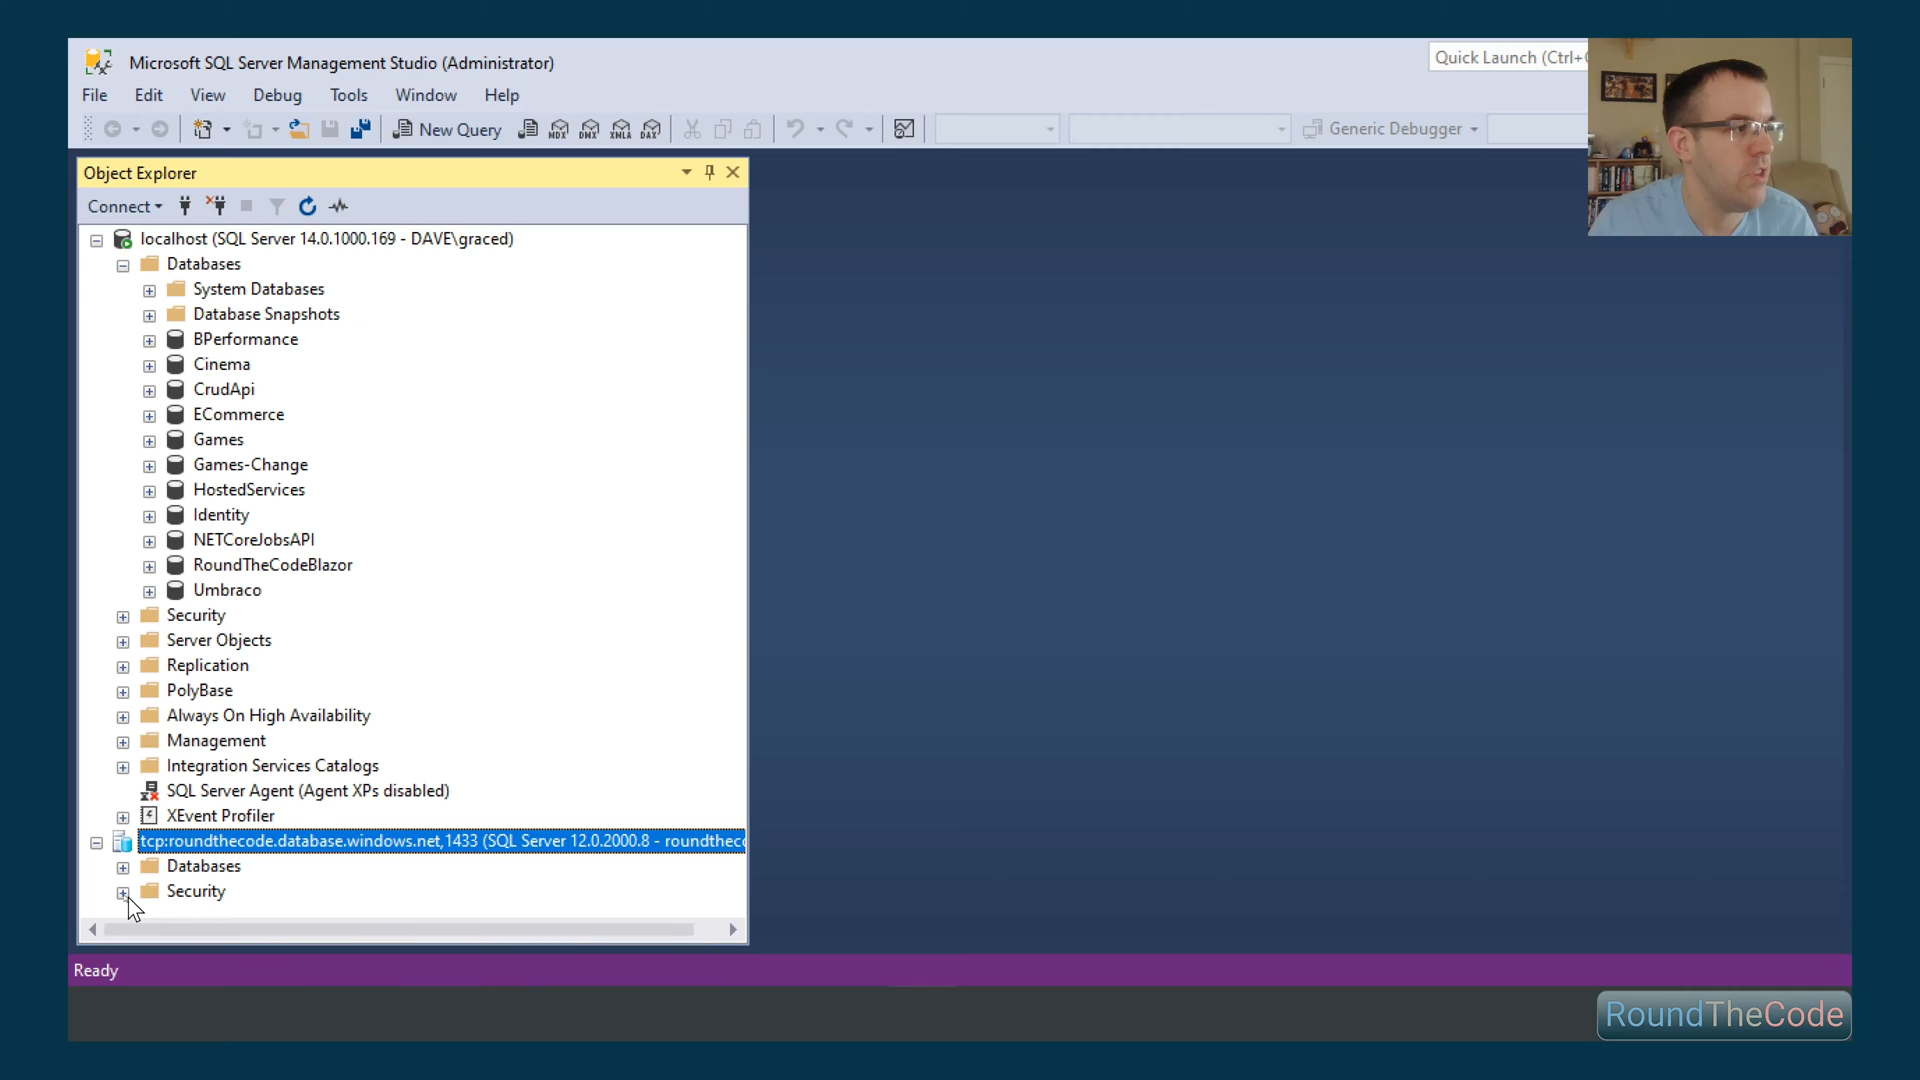 Microsoft SQL Server Management Studio (Administrator)
Quick Launch (Ctrl+
File Edit View Debug Tools Window Help
New Query
MDX DMX XMLA DAX
Generic Debugger
Object Explorer
Connect
localhost (SQL Server 14.0.1000.169 - DAVE\graced)
Databases
System Databases
Database Snapshots
BPerformance
Cinema
CrudApi
ECommerce
Games
Games-Change
HostedServices
Identity
NETCoreJobsAPI
RoundTheCodeBlazor
Umbraco
Security
Server Objects
Replication
PolyBase
Always On High Availability
Management
Integration Services Catalogs
SQL Server Agent (Agent XPs disabled)
XEvent Profiler
tcp:roundthecode.database.windows.net,1433 (SQL Server 12.0.2000.8 - roundthec
Databases
Security
Ready
RoundTheCode